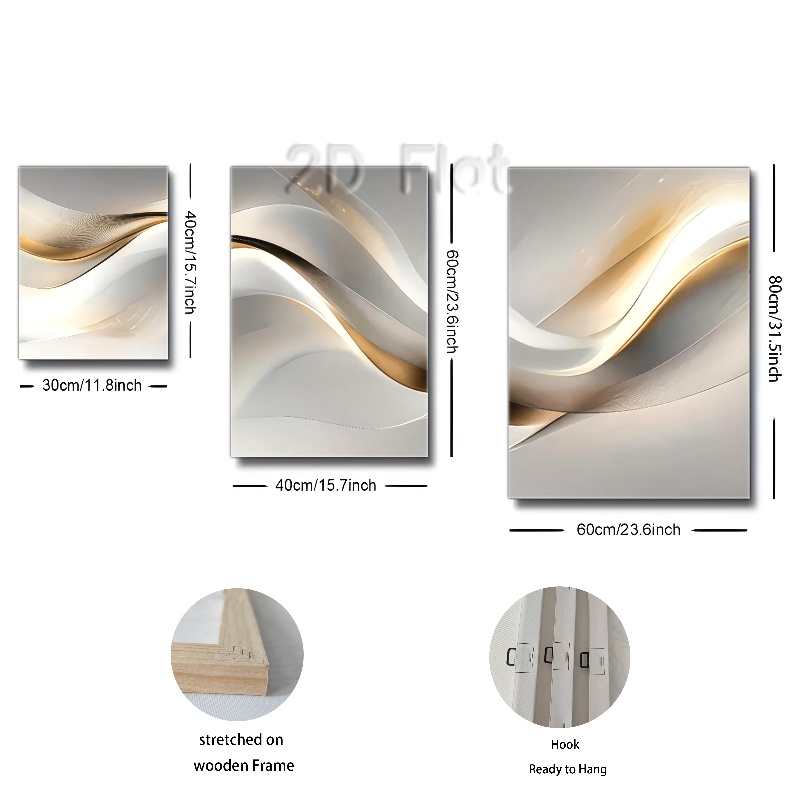 2D Flat
40cm/15.7inch
60cm/23.6inch
80cm/31.5inch
30cm/11.8inch
40cm/15.7inch
60cm/23.6inch
stretched on
wooden Frame
Hook
Ready to Hang